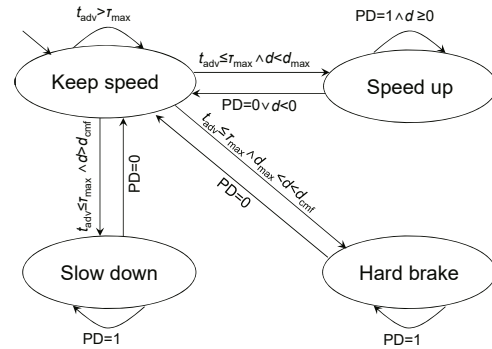 t_adv>τ_max
PD=1 ∧ d ≥0
Keep speed
t_adv≤τ_max ∧ d<d_max
Speed up
PD=0 ∨ d<0
t_adv≤τ_max ∧ d_max<d<d_cmf
t_adv≤τ_max ∧ d>d_cmf
PD=0
PD=0
Slow down
Hard brake
PD=1
PD=1